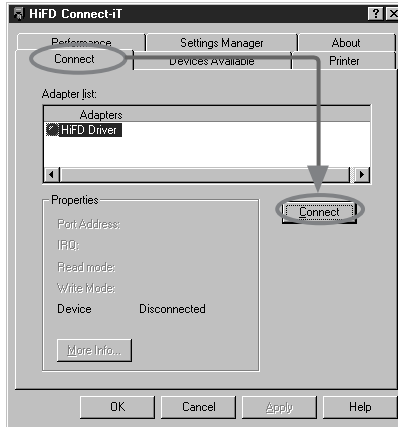 HiFD Connect-iT
Performance Settings Manager About
Connect Devices Available Printer
Adapter list:
Adapters
HiFD Driver
Properties
Connect
Port Address:
IRQ:
Read mode:
Write Mode:
Device Disconnected
More Info...
OK Cancel Apply Help